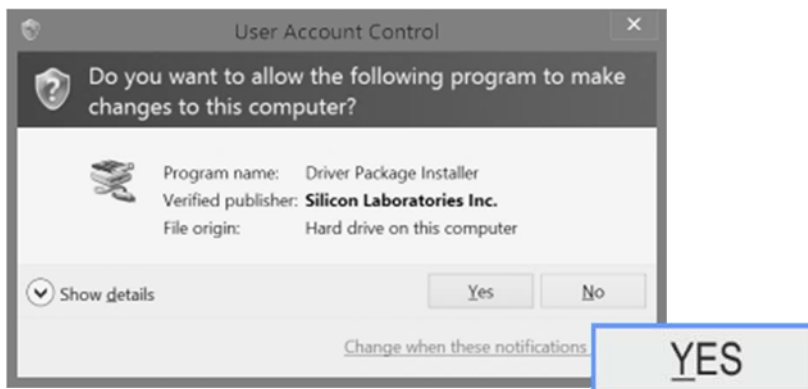 User Account Control
Do you want to allow the following program to make
changes to this computer?
Program name: Driver Package Installer
Verified publisher: Silicon Laboratories Inc.
File origin: Hard drive on this computer
Show details
Yes No
Change when these notifications
YES